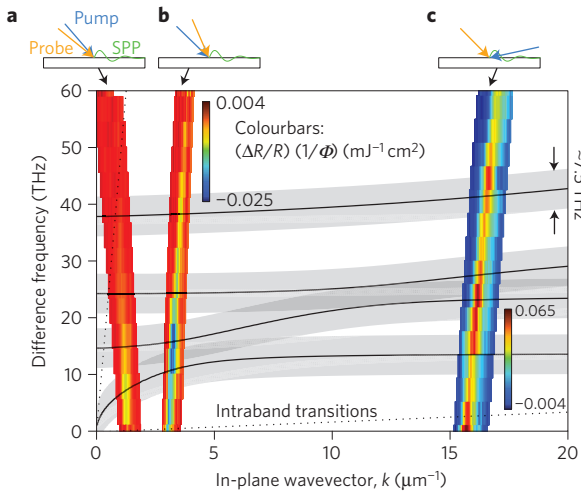 a
b
c
Pump
Probe
SPP
60
50
40
30
20
10
0
Difference frequency (THz)
0.004
Colourbars:
(ΔR/R) (1/Φ) (mJ⁻¹ cm²)
−0.025
0.065
−0.004
Intraband transitions
0
5
10
15
20
In-plane wavevector, k (μm⁻¹)